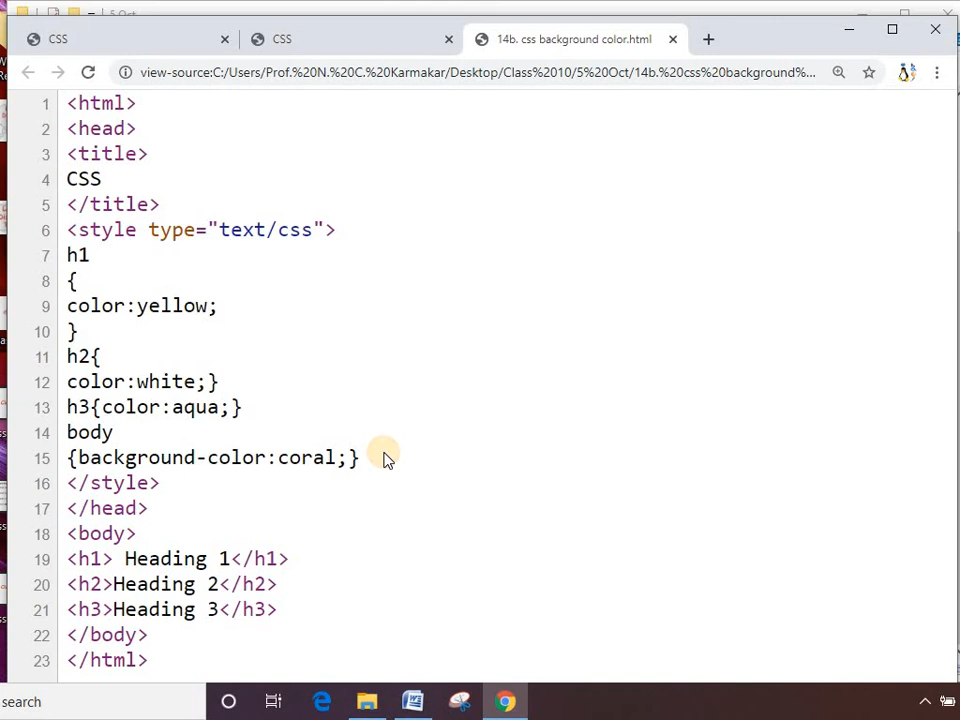 5 Oct
CSS
CSS
14b. css background color.html
view-source:C:/Users/Prof.%20N.%20C.%20Karmakar/Desktop/Class%2010/5%20Oct/14b.%20css%20background%...
1 <html>
2 <head>
3 <title>
4 CSS
5 </title>
6 <style type="text/css">
7 h1
8 {
9 color:yellow;
10 }
11 h2{
12 color:white;}
13 h3{color:aqua;}
14 body
15 {background-color:coral;}
16 </style>
17 </head>
18 <body>
19 <h1> Heading 1</h1>
20 <h2>Heading 2</h2>
21 <h3>Heading 3</h3>
22 </body>
23 </html>
search